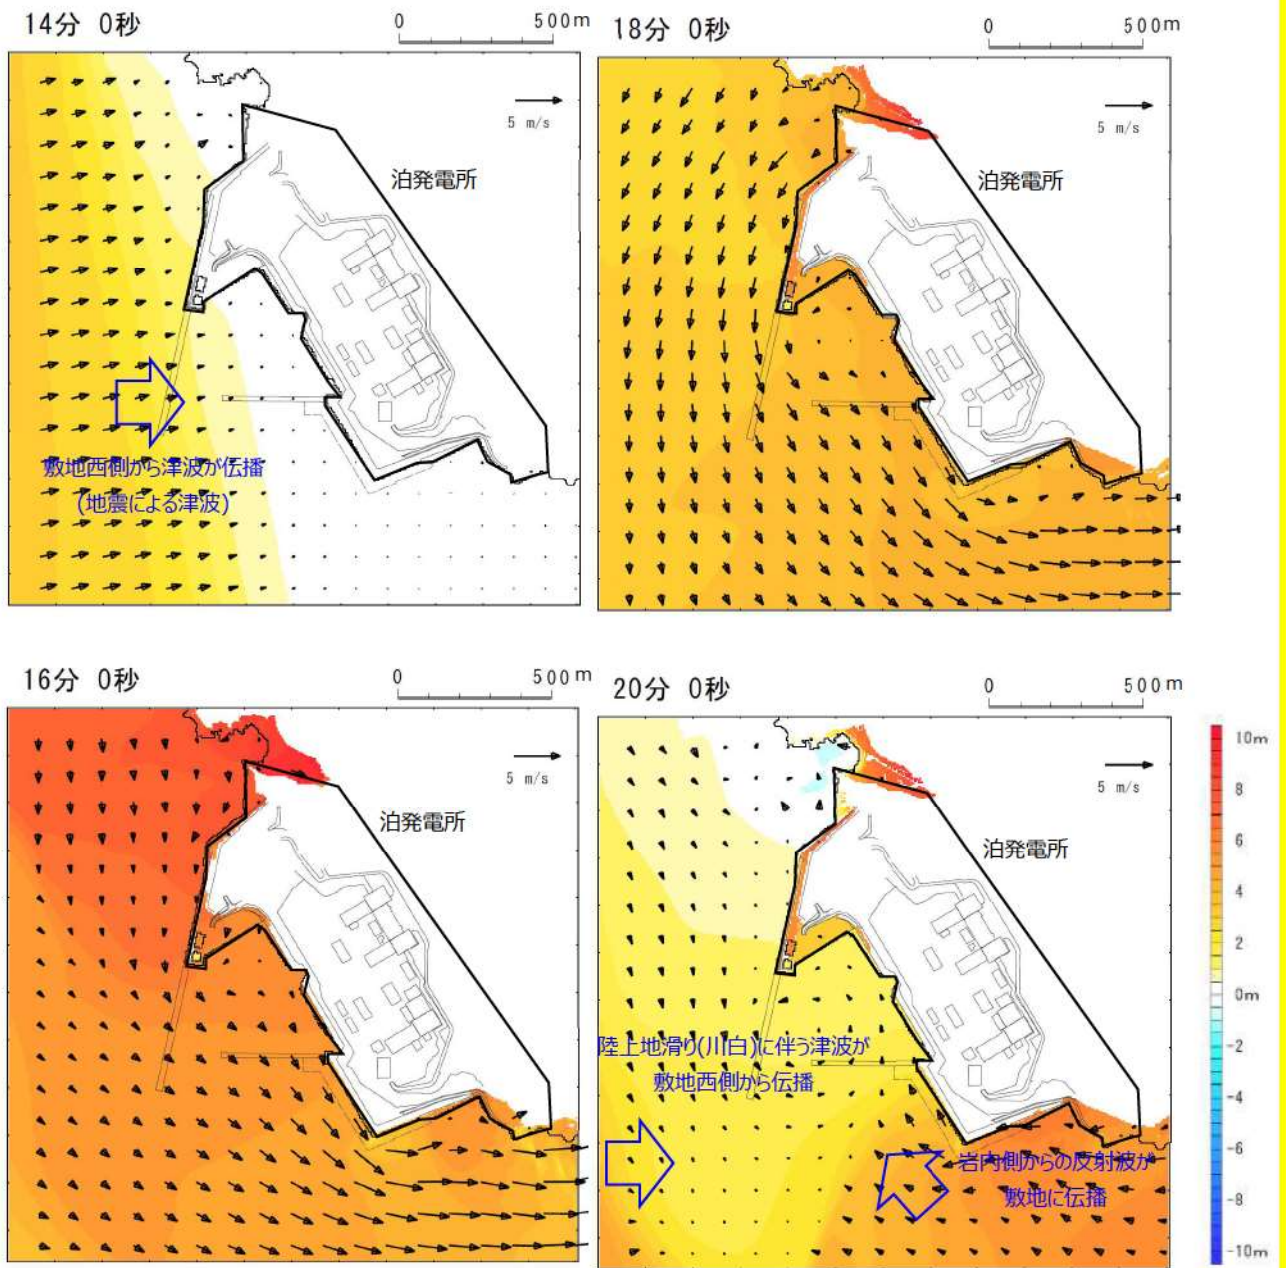 14分 0秒
0 500m
5 m/s
泊発電所
敷地西側から津波が伝播
(地震による津波)
18分 0秒
0 500m
5 m/s
泊発電所
16分 0秒
0 500m
5 m/s
泊発電所
20分 0秒
0 500m
5 m/s
泊発電所
陸上地滑り(川白)に伴う津波が
敷地西側から伝播
岩内側からの反射波が
敷地に伝播
10m
8
6
4
2
0m
-2
-4
-6
-8
-10m